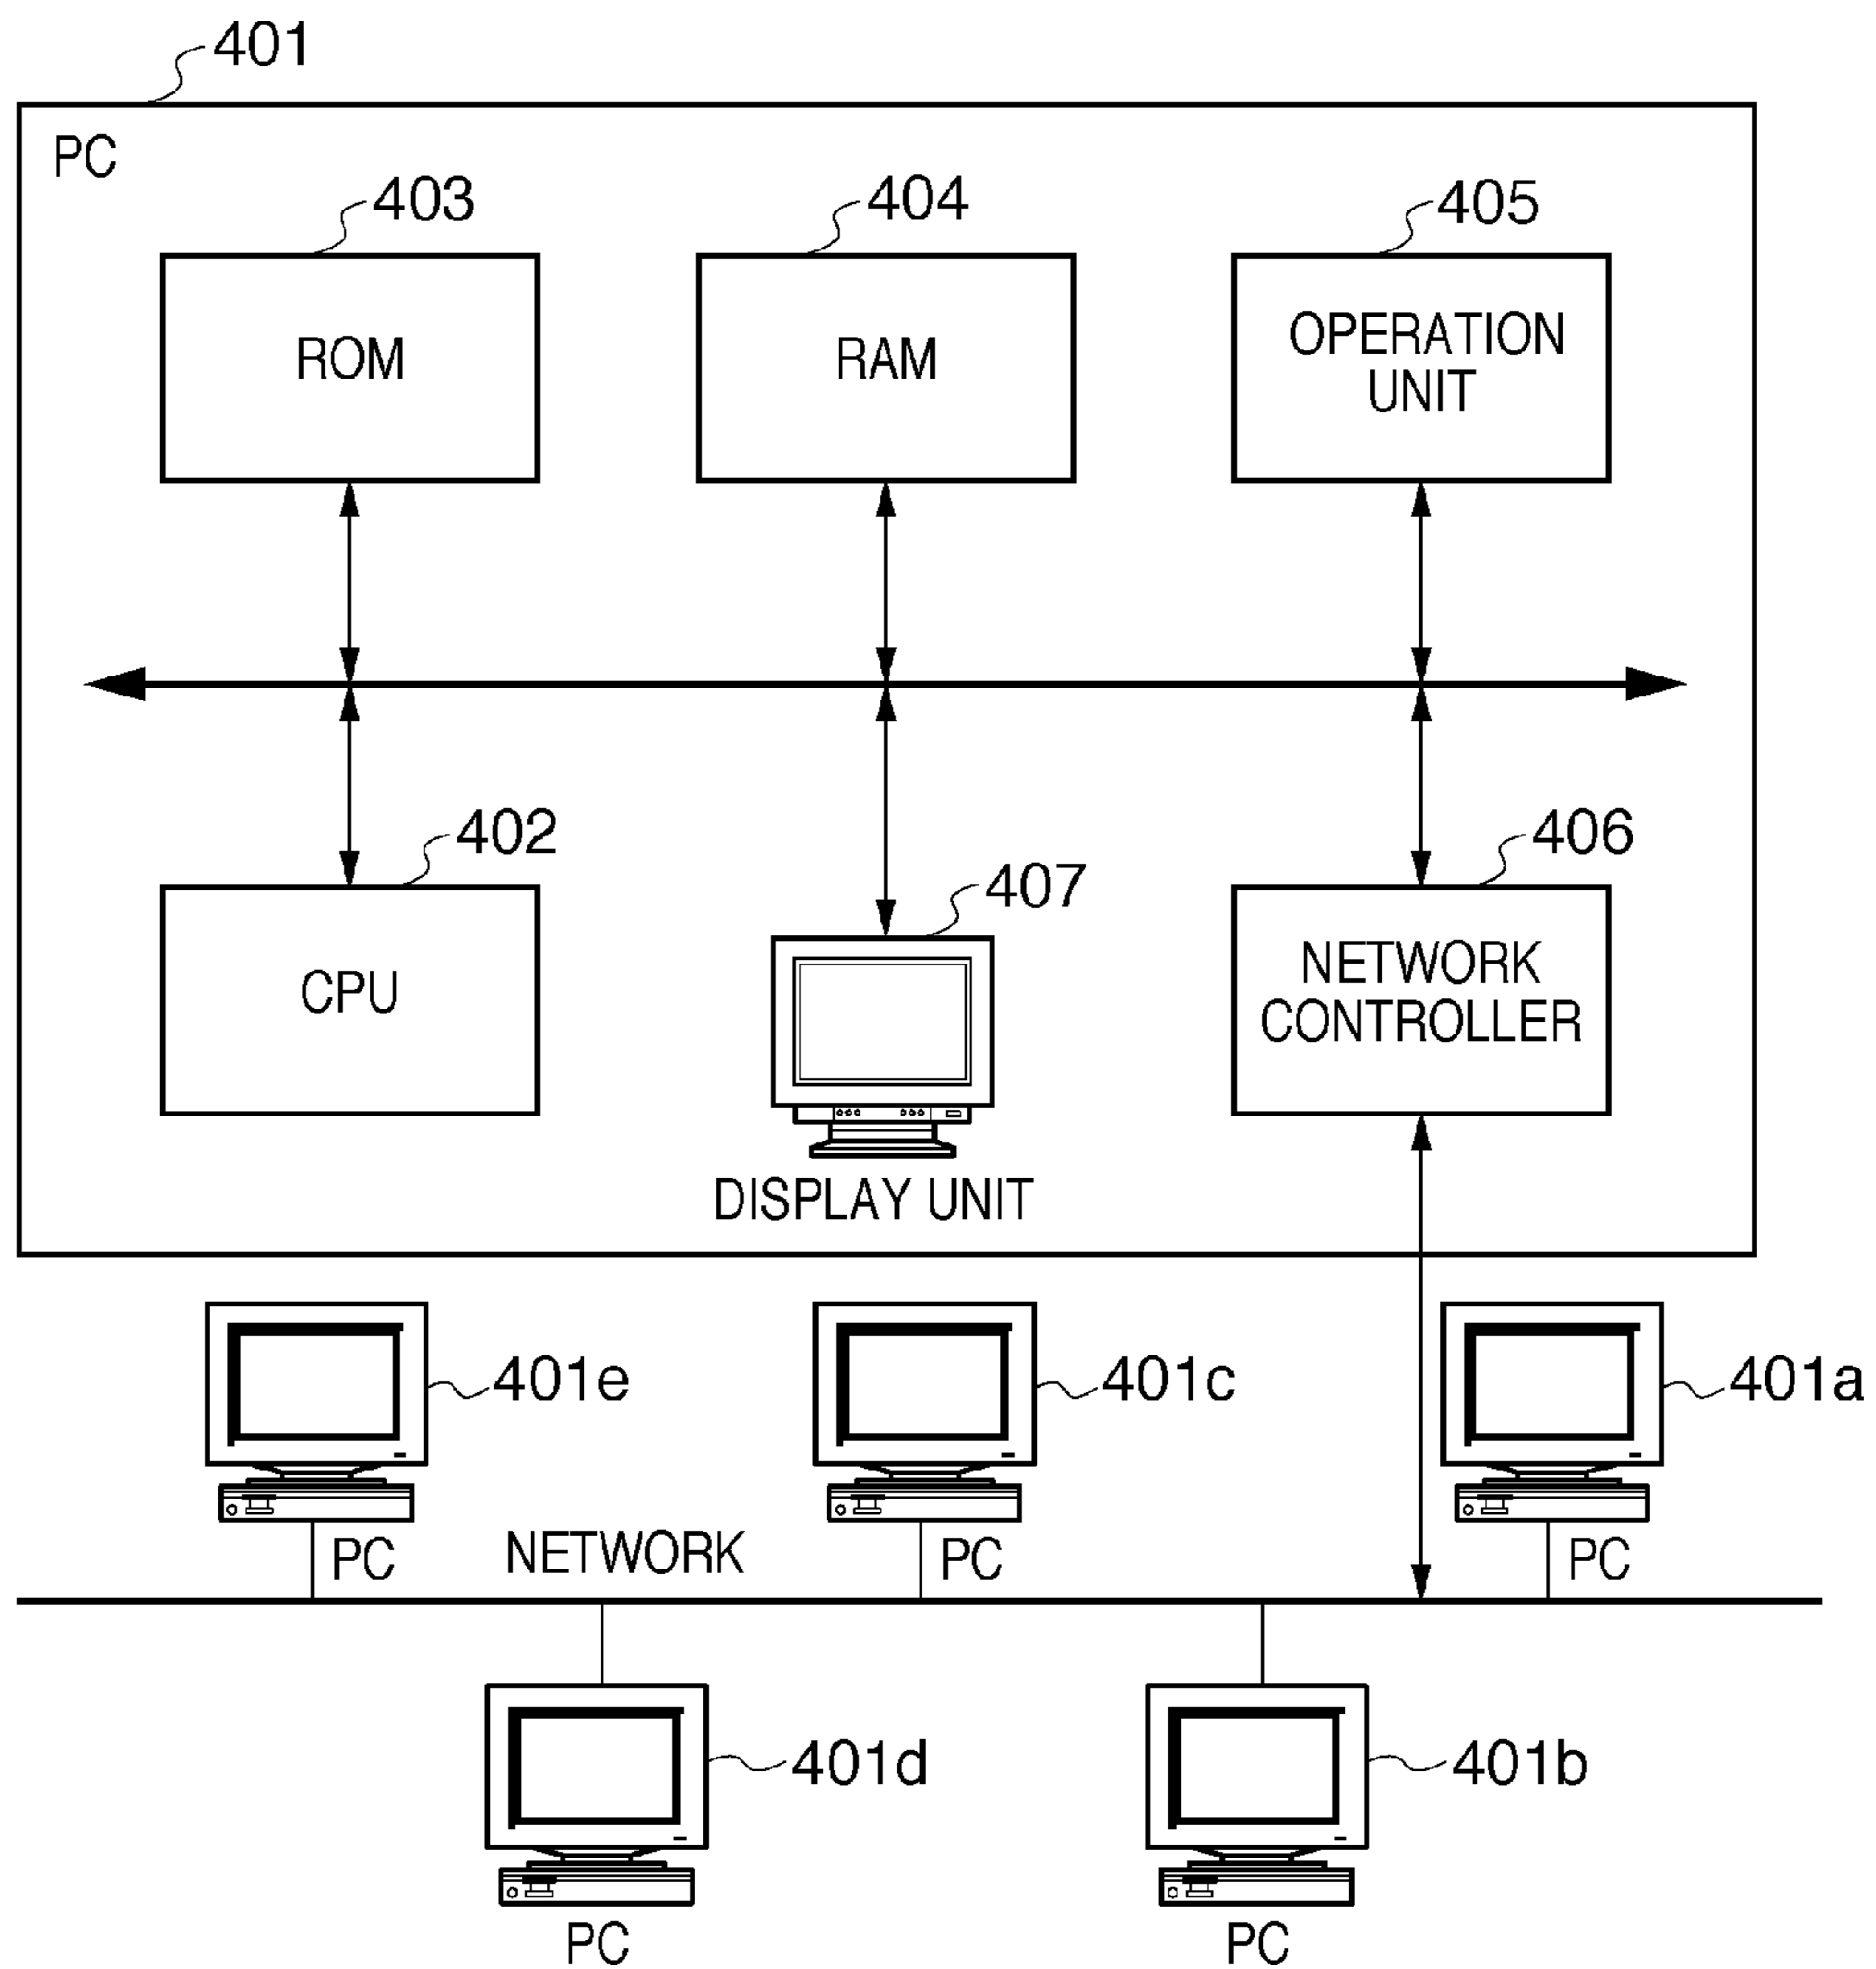 401
PC
403
404
405
ROM
RAM
OPERATION
UNIT
402
407
406
CPU
NETWORK
CONTROLLER
DISPLAY UNIT
401e
401c
401a
PC
NETWORK
PC
PC
401d
401b
PC
PC